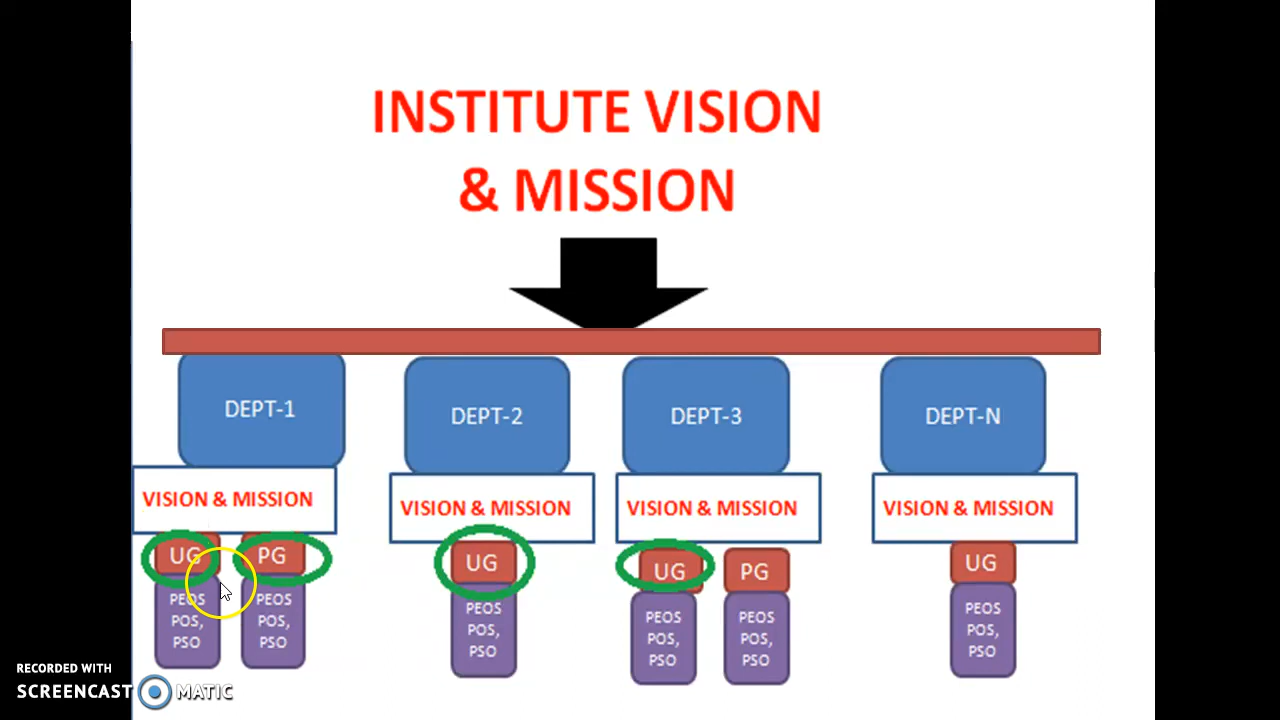 INSTITUTE VISION
& MISSION
DEPT-1
DEPT-2
DEPT-3
DEPT-N
VISION & MISSION
VISION & MISSION
VISION & MISSION
VISION & MISSION
UG
PG
UG
UG
PG
UG
PEOS
POS,
PSO
PEOS
POS,
PSO
PEOS
POS,
PSO
PEOS
POS,
PSO
PEOS
POS,
PSO
PEOS
POS,
PSO
RECORDED WITH
SCREENCAST MATIC